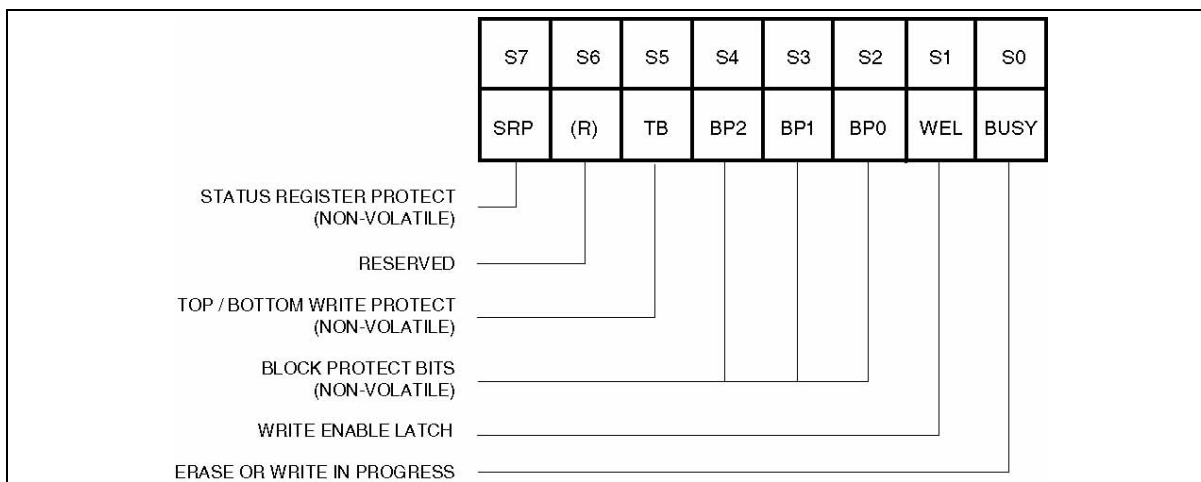 S7 S6 S5 S4 S3 S2 S1 S0
SRP (R) TB BP2 BP1 BP0 WEL BUSY
STATUS REGISTER PROTECT
(NON-VOLATILE)
RESERVED
TOP / BOTTOM WRITE PROTECT
(NON-VOLATILE)
BLOCK PROTECT BITS
(NON-VOLATILE)
WRITE ENABLE LATCH
ERASE OR WRITE IN PROGRESS